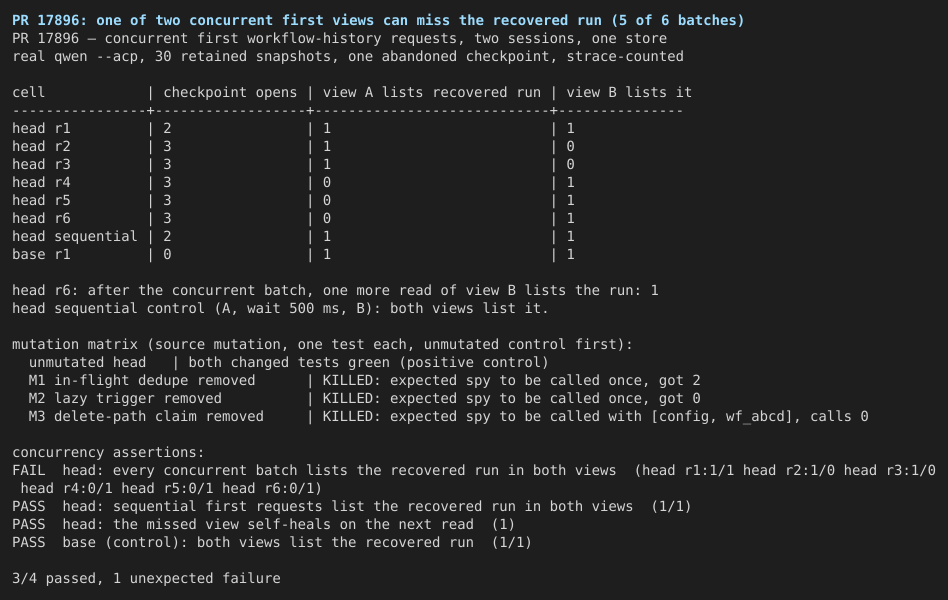 PR 17896: one of two concurrent first views can miss the recovered run (5 of 6 batches)
PR 17896 — concurrent first workflow-history requests, two sessions, one store
real qwen --acp, 30 retained snapshots, one abandoned checkpoint, strace-counted
cell            | checkpoint opens | view A lists recovered run | view B lists it
----------------+------------------+----------------------------+---------------
head r1         | 2                | 1                          | 1
head r2         | 3                | 1                          | 0
head r3         | 3                | 1                          | 0
head r4         | 3                | 0                          | 1
head r5         | 3                | 0                          | 1
head r6         | 3                | 0                          | 1
head sequential | 2                | 1                          | 1
base r1         | 0                | 1                          | 1
head r6: after the concurrent batch, one more read of view B lists the run: 1
head sequential control (A, wait 500 ms, B): both views list it.
mutation matrix (source mutation, one test each, unmutated control first):
  unmutated head   | both changed tests green (positive control)
  M1 in-flight dedupe removed      | KILLED: expected spy to be called once, got 2
  M2 lazy trigger removed          | KILLED: expected spy to be called once, got 0
  M3 delete-path claim removed     | KILLED: expected spy to be called with [config, wf_abcd], calls 0
concurrency assertions:
FAIL  head: every concurrent batch lists the recovered run in both views  (head r1:1/1 head r2:1/0 head r3:1/0
 head r4:0/1 head r5:0/1 head r6:0/1)
PASS  head: sequential first requests list the recovered run in both views  (1/1)
PASS  head: the missed view self-heals on the next read  (1)
PASS  base (control): both views list the recovered run  (1/1)
3/4 passed, 1 unexpected failure